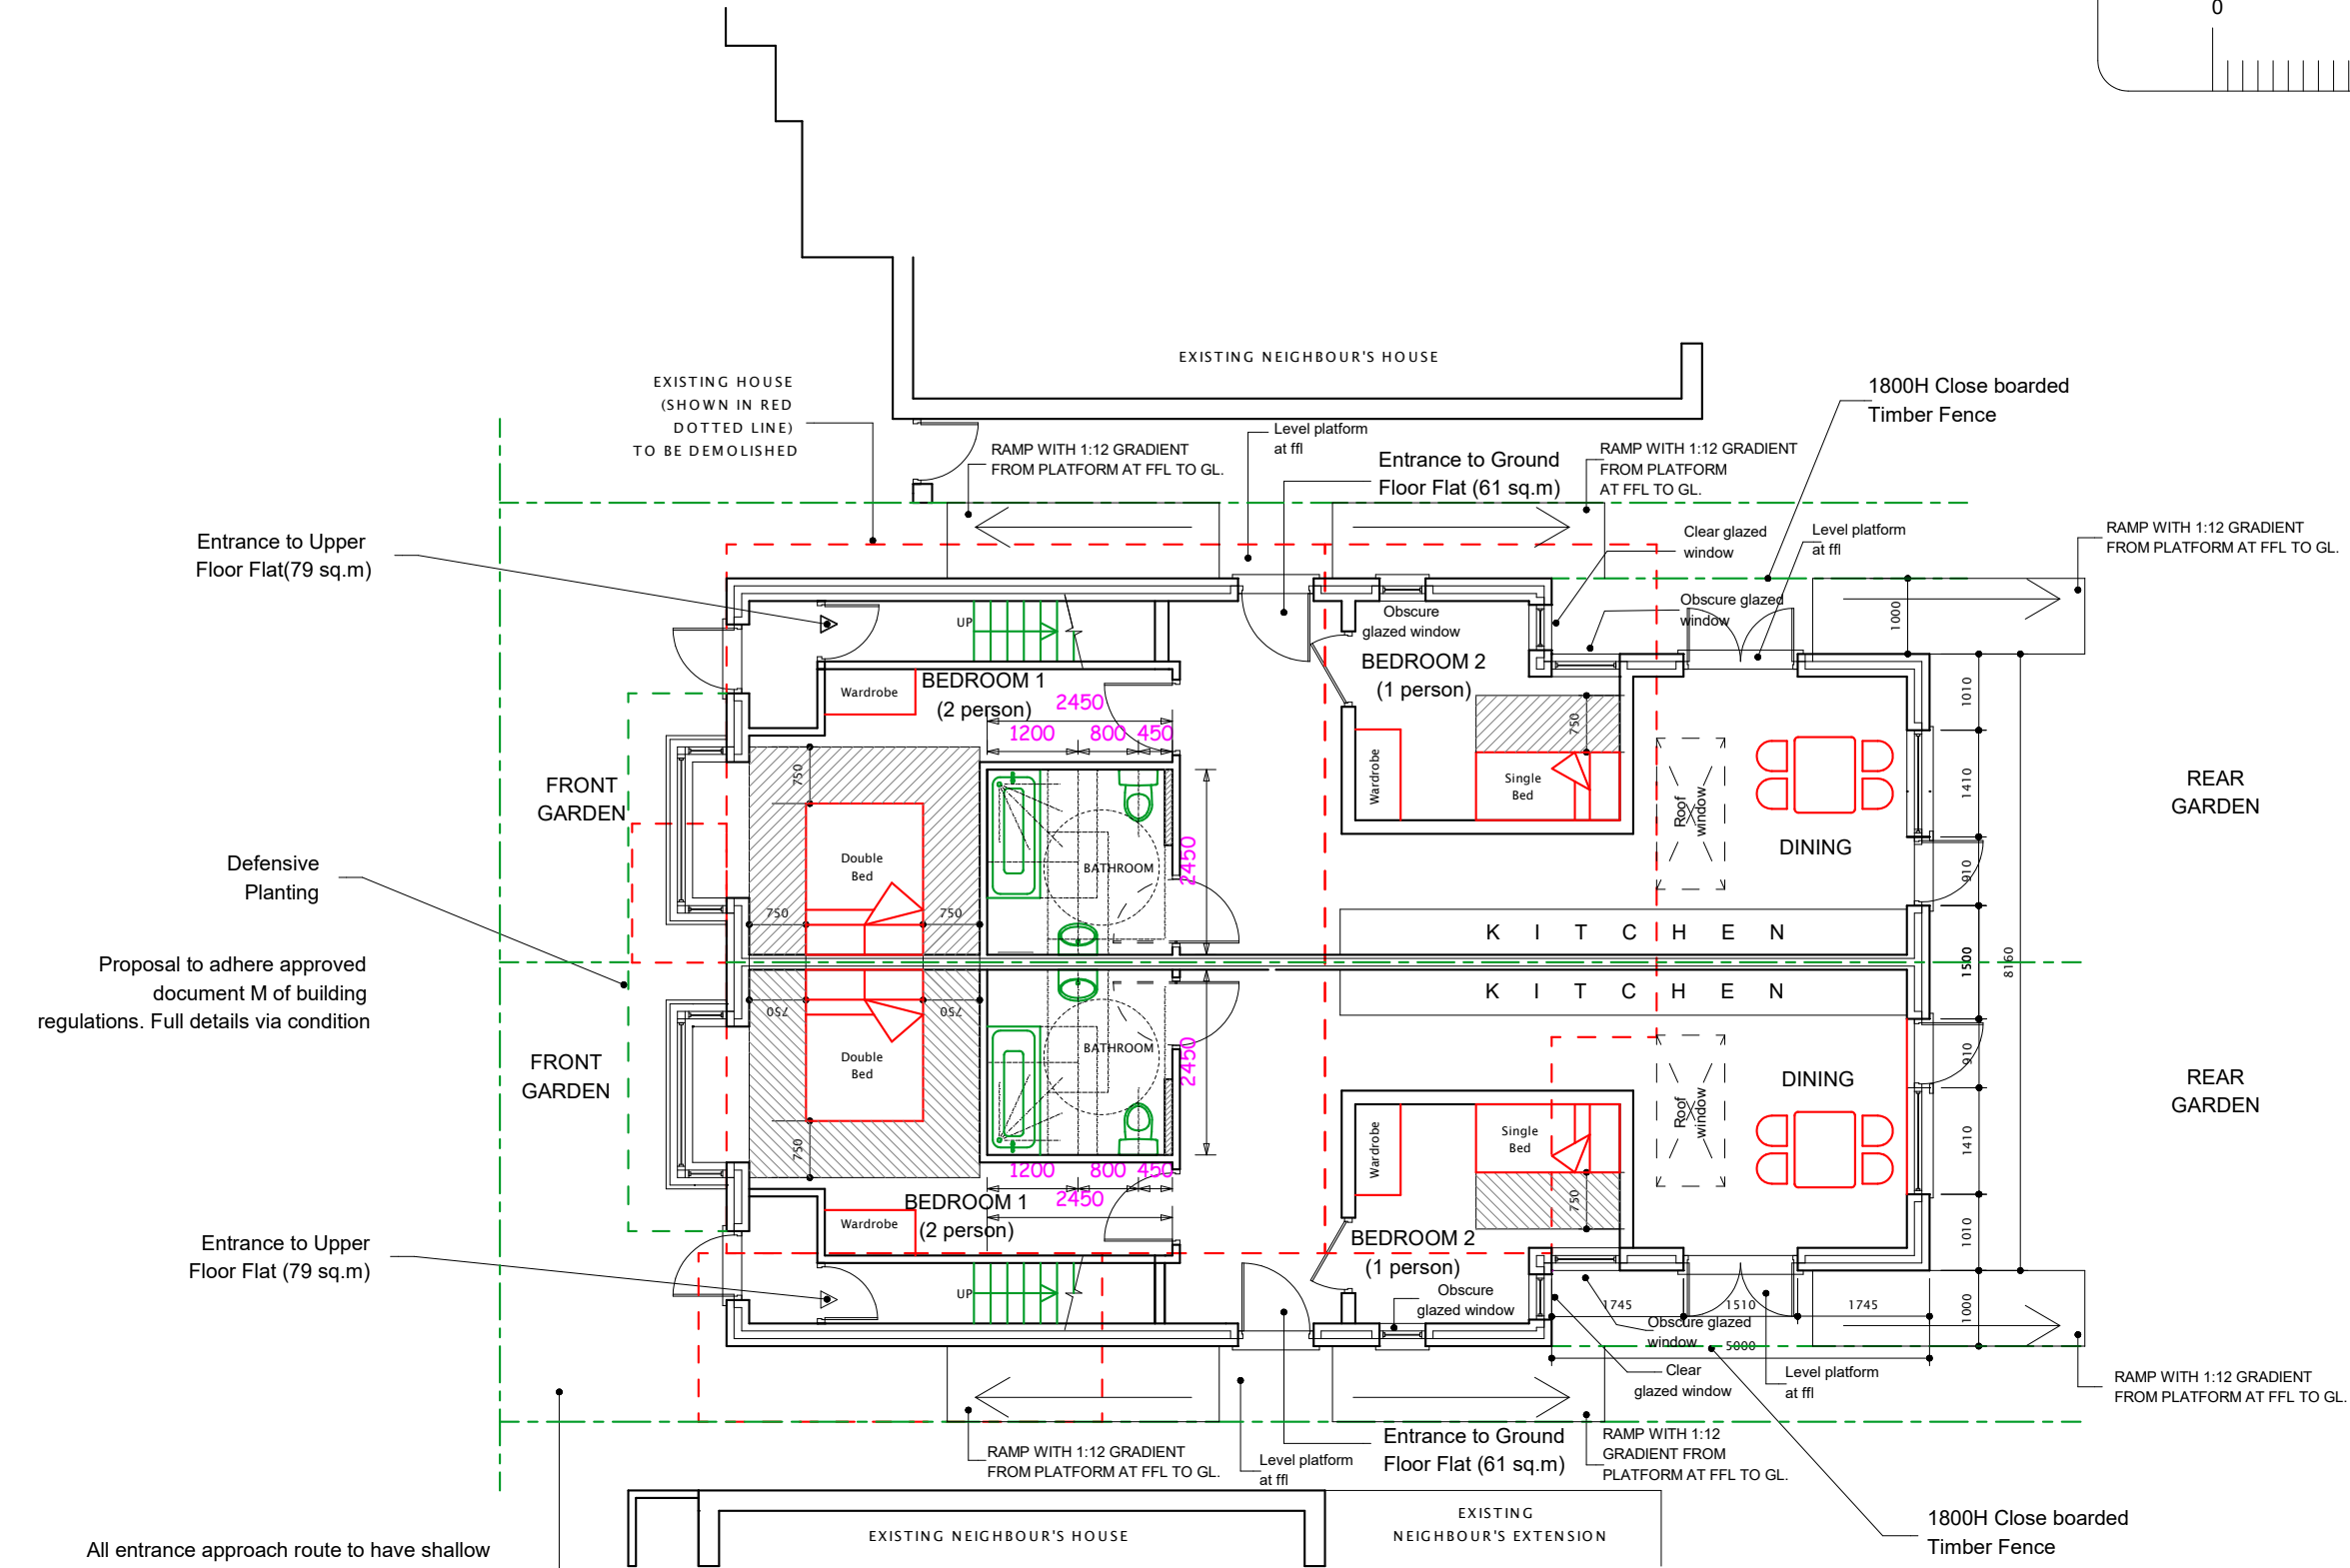 0
EXISTING NEIGHBOUR'S HOUSE
EXISTING HOUSE
(SHOWN IN RED
DOTTED LINE)
TO BE DEMOLISHED
1800H Close boarded
Timber Fence
Level platform
at ffl
RAMP WITH 1:12 GRADIENT
FROM PLATFORM AT FFL TO GL.
Entrance to Ground
Floor Flat (61 sq.m)
RAMP WITH 1:12 GRADIENT
FROM PLATFORM
AT FFL TO GL.
Entrance to Upper
Floor Flat(79 sq.m)
Clear glazed
window
Level platform
at ffl
RAMP WITH 1:12 GRADIENT
FROM PLATFORM AT FFL TO GL.
Obscure glazed
window
1000
UP
Obscure
glazed window
BEDROOM 2
(1 person)
Wardrobe
BEDROOM 1
(2 person)
2450
1200 800 450
750
750
1010
1410
910
FRONT
GARDEN
REAR
GARDEN
Wardrobe
Single
Bed
Roof
window
DINING
Double
Bed
BATHROOM
2450
750
750
Defensive
Planting
KITCHEN
1500
8160
Proposal to adhere approved
document M of building
regulations. Full details via condition
KITCHEN
750
750
Double
Bed
BATHROOM
2450
FRONT
GARDEN
DINING
Roof
window
REAR
GARDEN
910
1410
1010
1000
Wardrobe
Single
Bed
750
750
1200 800 450
2450
BEDROOM 1
(2 person)
Wardrobe
BEDROOM 2
(1 person)
Entrance to Upper
Floor Flat (79 sq.m)
UP
Obscure
glazed window
1745
1510
1745
Obscure glazed
window
5000
Clear
glazed window
Level platform
at ffl
RAMP WITH 1:12 GRADIENT
FROM PLATFORM AT FFL TO GL.
RAMP WITH 1:12 GRADIENT
FROM PLATFORM AT FFL TO GL.
Level platform
at ffl
Entrance to Ground
Floor Flat (61 sq.m)
RAMP WITH 1:12
GRADIENT FROM
PLATFORM AT FFL TO GL.
EXISTING NEIGHBOUR'S HOUSE
EXISTING
NEIGHBOUR'S EXTENSION
1800H Close boarded
Timber Fence
All entrance approach route to have shallow